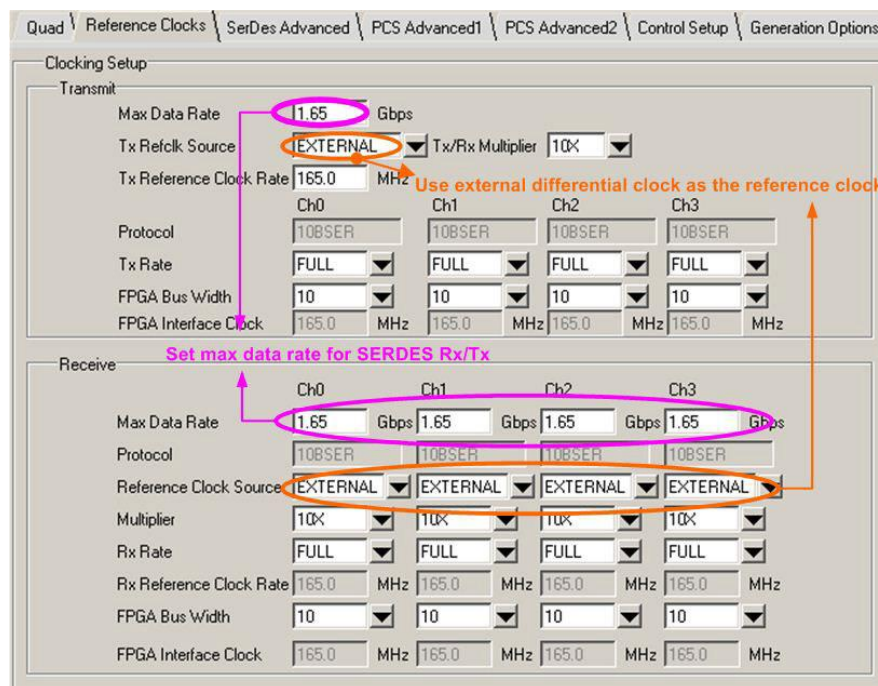 Quad Reference Clocks SerDes Advanced PCS Advanced1 PCS Advanced2 Control Setup Generation Options
Clocking Setup
Transmit
Max Data Rate 1.65 Gbps
Tx Refclk Source EXTERNAL Tx/Rx Multiplier 10X
Tx Reference Clock Rate 165.0 MHz
Use external differential clock as the reference clock
Ch0 Ch1 Ch2 Ch3
Protocol 10BSER 10BSER 10BSER 10BSER
Tx Rate FULL FULL FULL FULL
FPGA Bus Width 10 10 10 10
FPGA Interface Clock 165.0 MHz 165.0 MHz 165.0 MHz 165.0 MHz
Set max data rate for SERDES Rx/Tx
Receive
Ch0 Ch1 Ch2 Ch3
Max Data Rate 1.65 Gbps 1.65 Gbps 1.65 Gbps 1.65 Gbps
Protocol 10BSER 10BSER 10BSER 10BSER
Reference Clock Source EXTERNAL EXTERNAL EXTERNAL EXTERNAL
Multiplier 10X 10X 10X 10X
Rx Rate FULL FULL FULL FULL
Rx Reference Clock Rate 165.0 MHz 165.0 MHz 165.0 MHz 165.0 MHz
FPGA Bus Width 10 10 10 10
FPGA Interface Clock 165.0 MHz 165.0 MHz 165.0 MHz 165.0 MHz